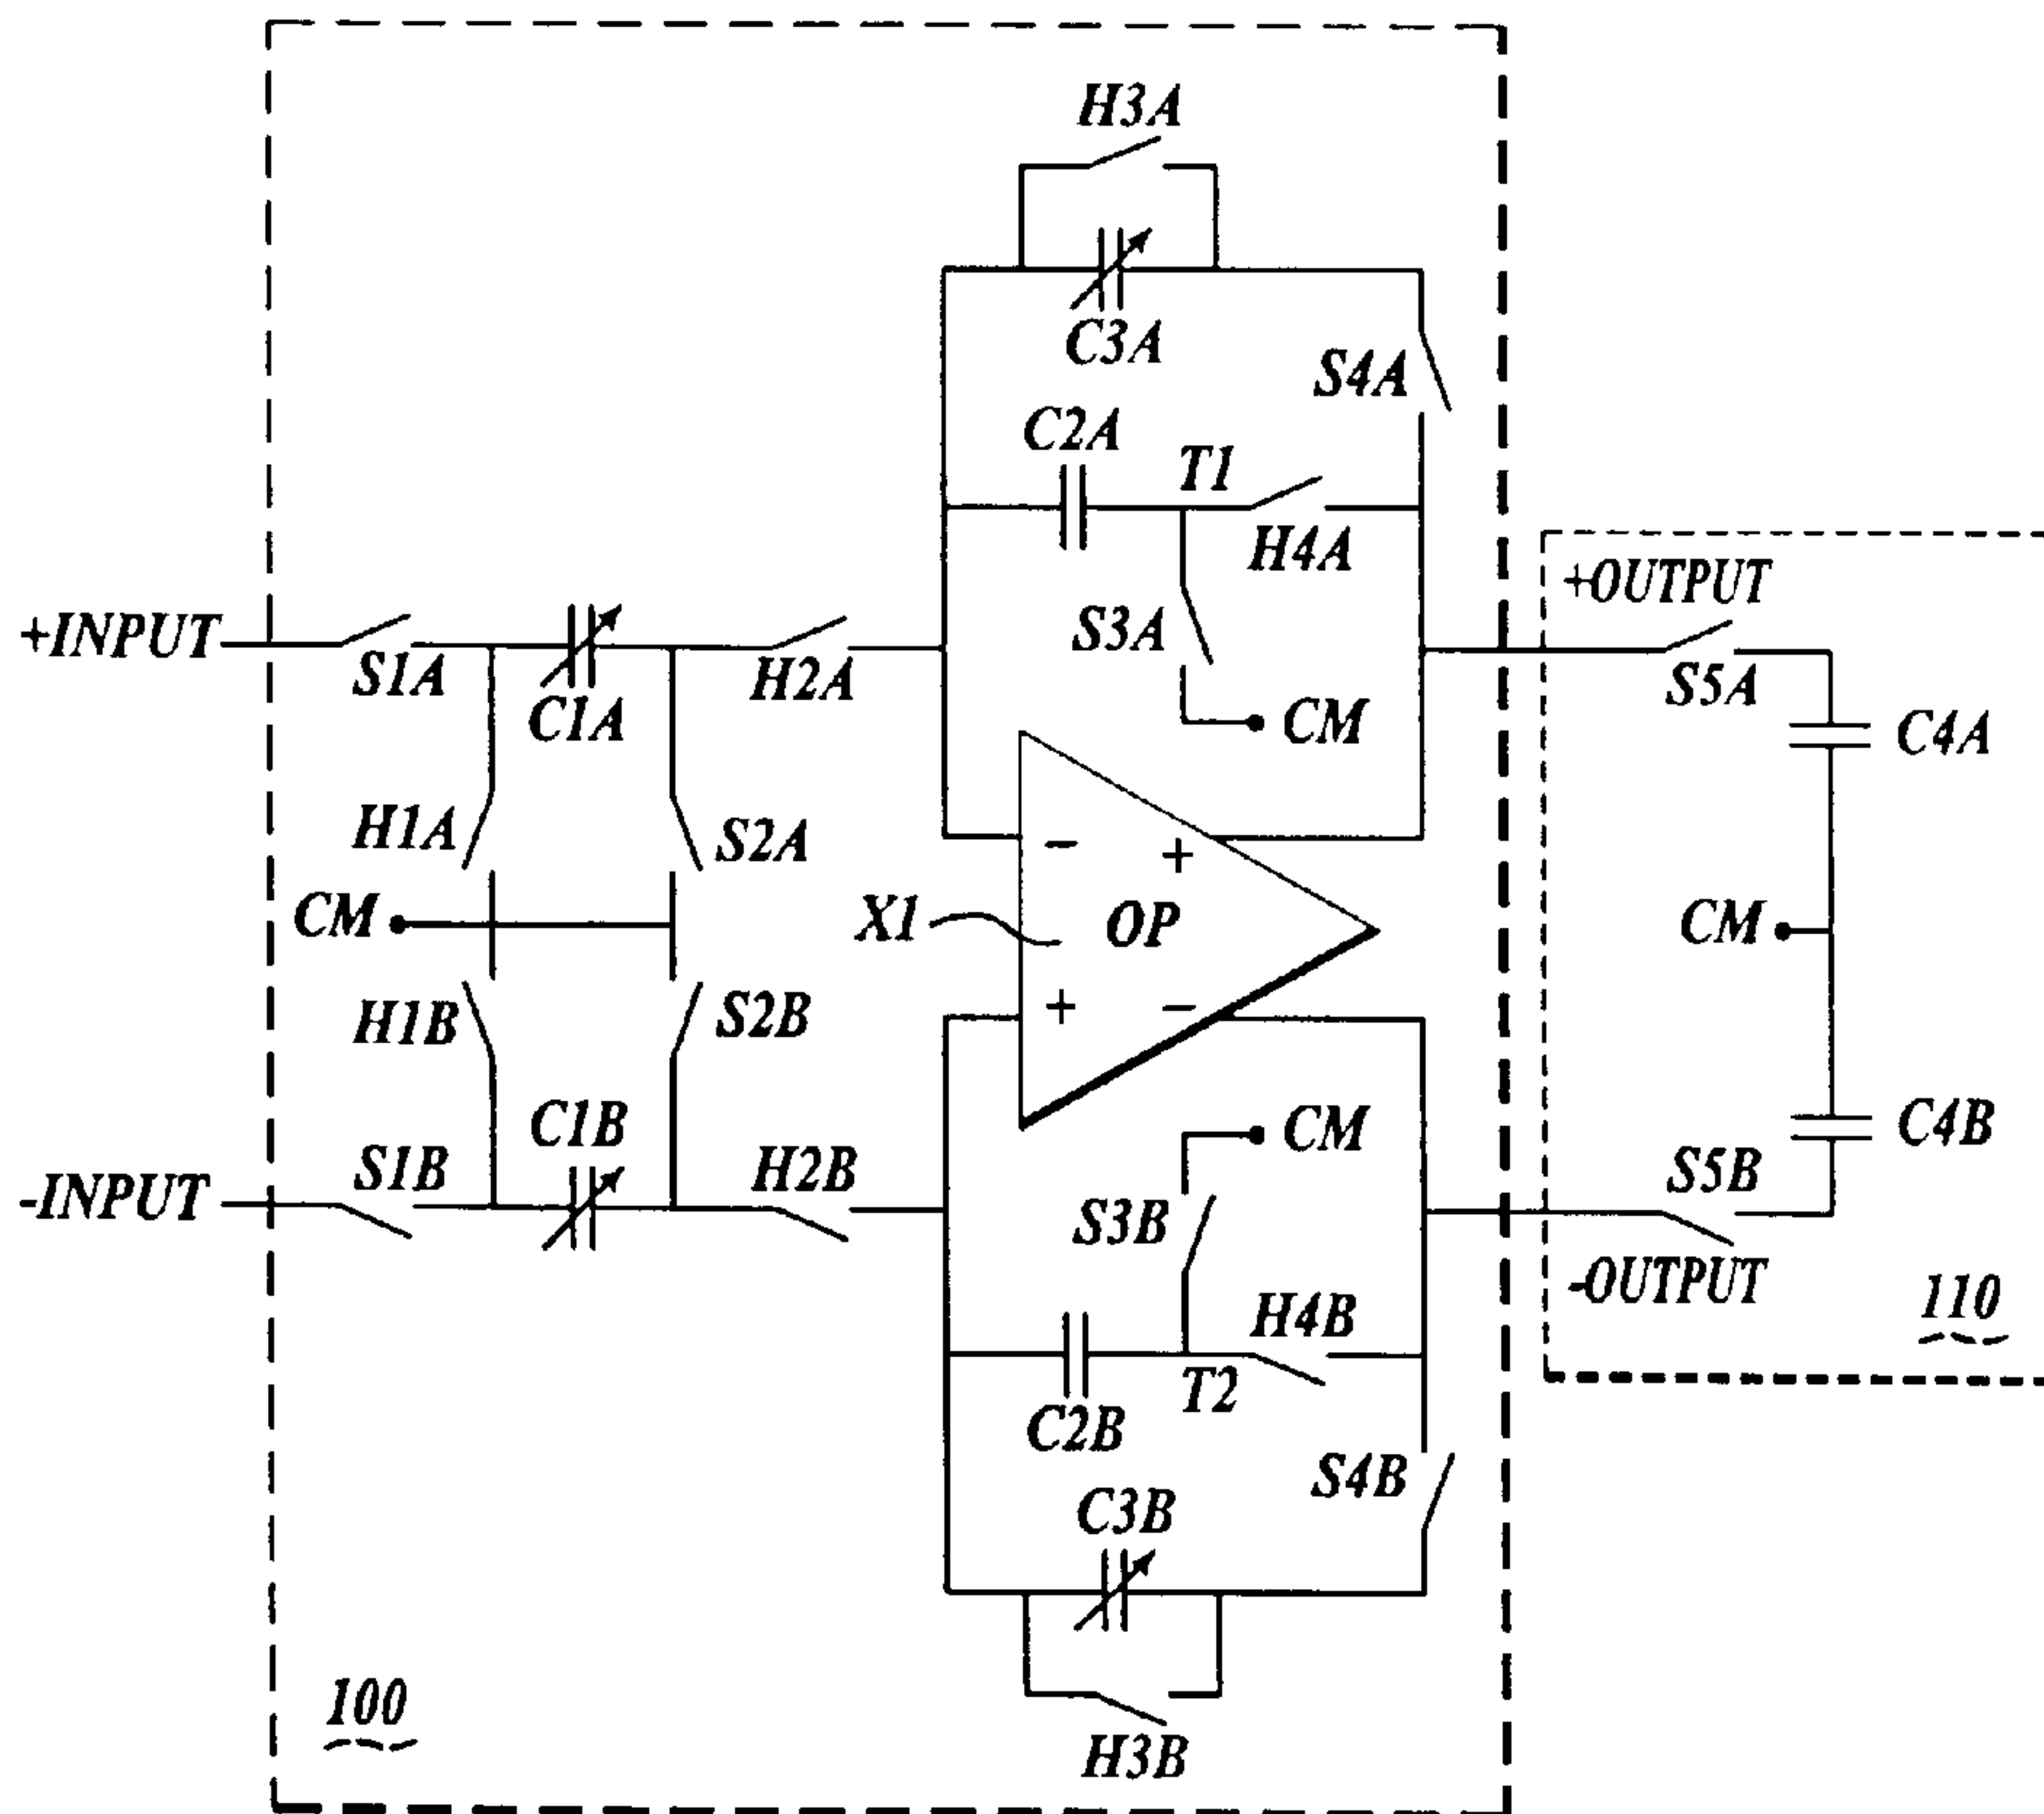 H3A
C3A
S4A
C2A
T1
H4A
+OUTPUT
+INPUT
S1A
C1A
H2A
S3A
CM
S5A
C4A
H1A
S2A
- +
CM
X1
OP
CM
+ -
H1B
S2B
C1B
CM
C4B
-INPUT
S1B
H2B
S3B
S5B
-OUTPUT
H4B
110
T2
C2B
S4B
C3B
100
H3B